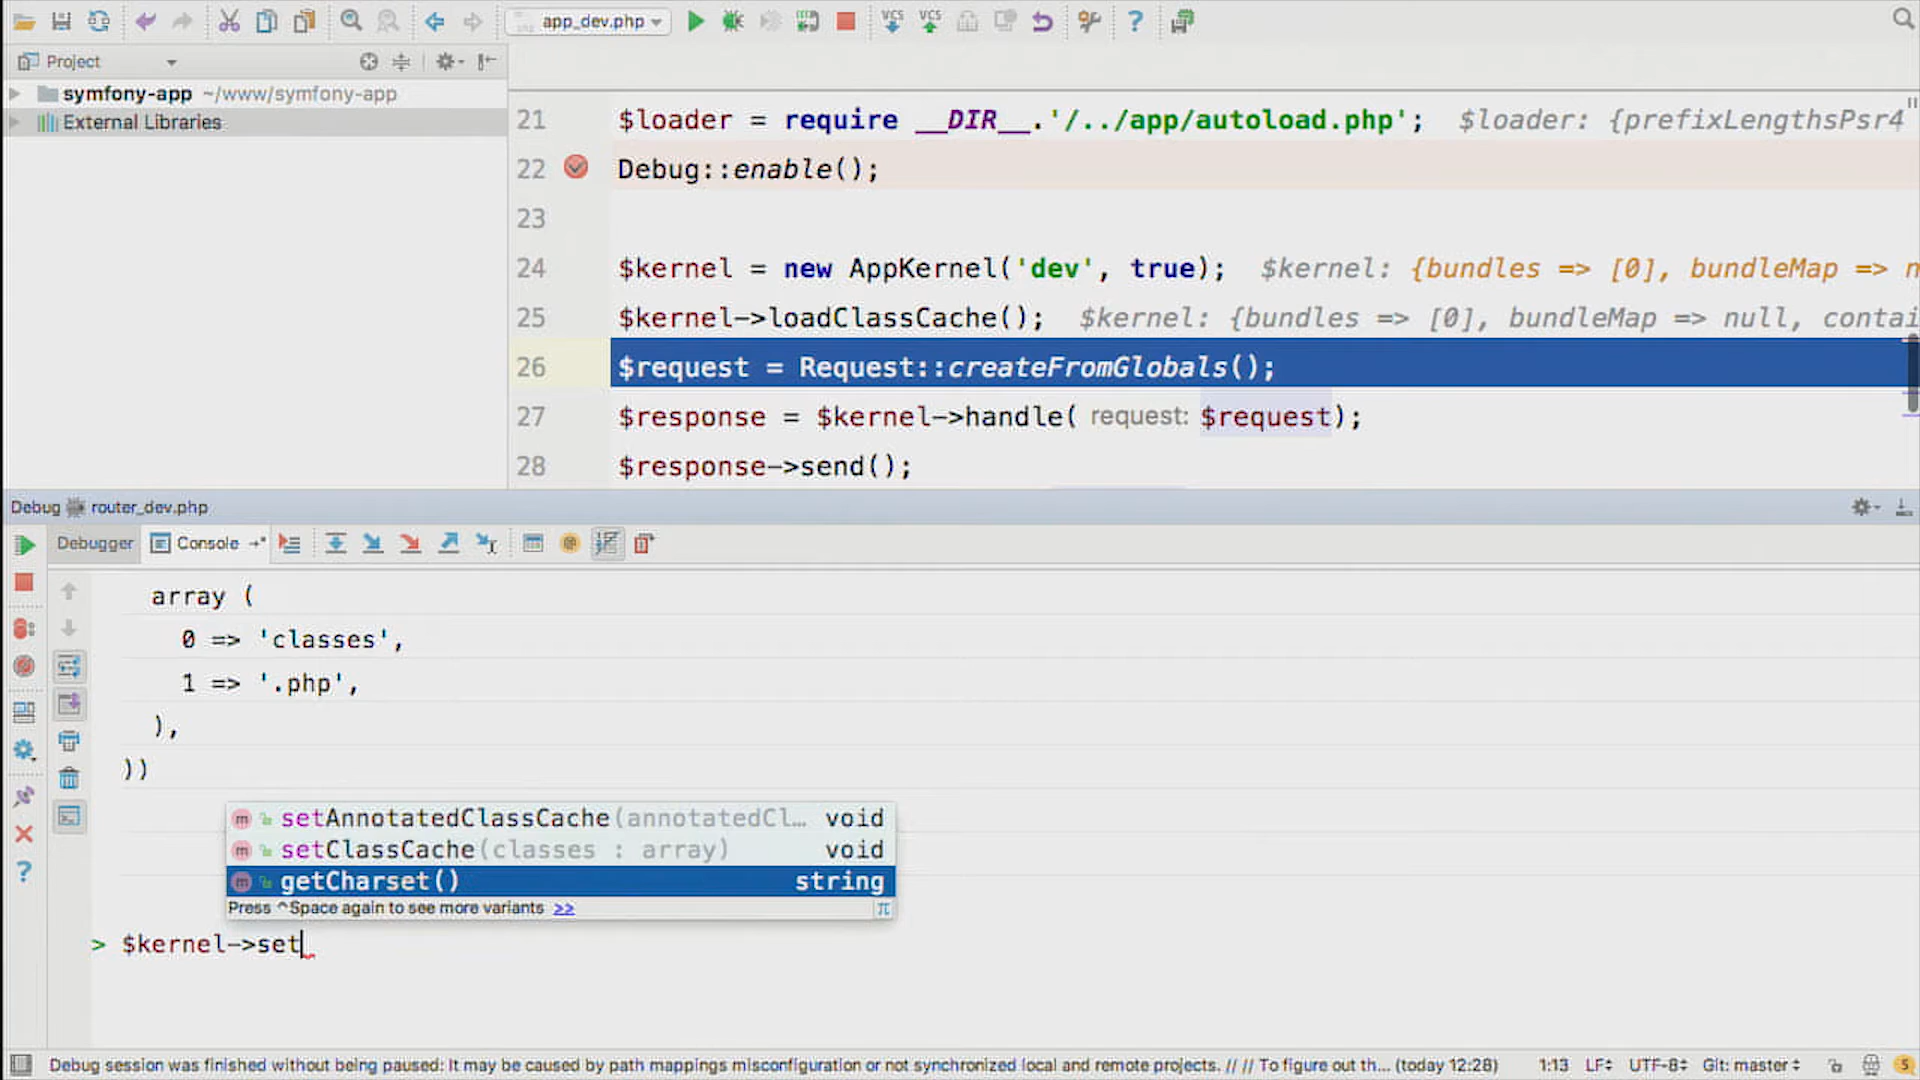 app_dev.php
VCS VCS
Project
symfony-app ~/www/symfony-app
External Libraries
21 $loader = require __DIR__.'/../app/autoload.php'; $loader: {prefixLengthsPsr4
22 Debug::enable();
23
24 $kernel = new AppKernel('dev', true); $kernel: {bundles => [0], bundleMap => n
25 $kernel->loadClassCache(); $kernel: {bundles => [0], bundleMap => null, contai
26 $request = Request::createFromGlobals();
27 $response = $kernel->handle( request: $request);
28 $response->send();
Debug router_dev.php
Debugger Console
array (
0 => 'classes',
1 => '.php',
),
))
setAnnotatedClassCache(annotatedCl… void
setClassCache(classes : array) void
getCharset() string
Press ^Space again to see more variants >>
π
> $kernel->set
Debug session was finished without being paused: It may be caused by path mappings misconfiguration or not synchronized local and remote projects. // // To figure out th... (today 12:28) 1:13 LF UTF-8 Git: master 5